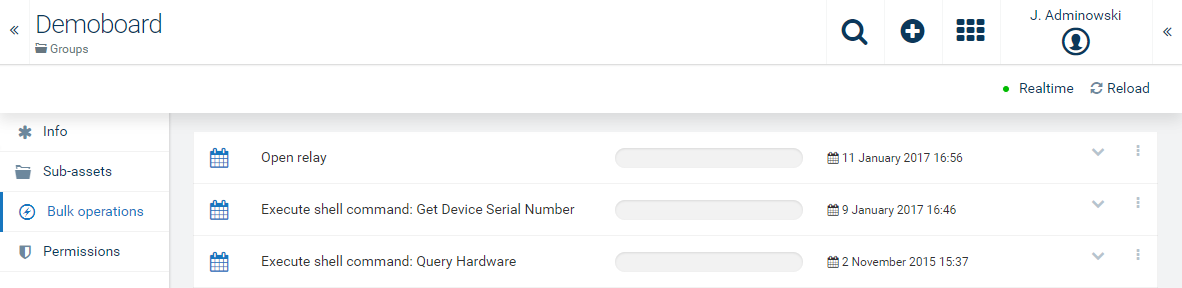 Demoboard
Groups
J. Adminowski
Realtime Reload
Info
Sub-assets
Bulk operations
Permissions
Open relay 11 January 2017 16:56
Execute shell command: Get Device Serial Number 9 January 2017 16:46
Execute shell command: Query Hardware 2 November 2015 15:37